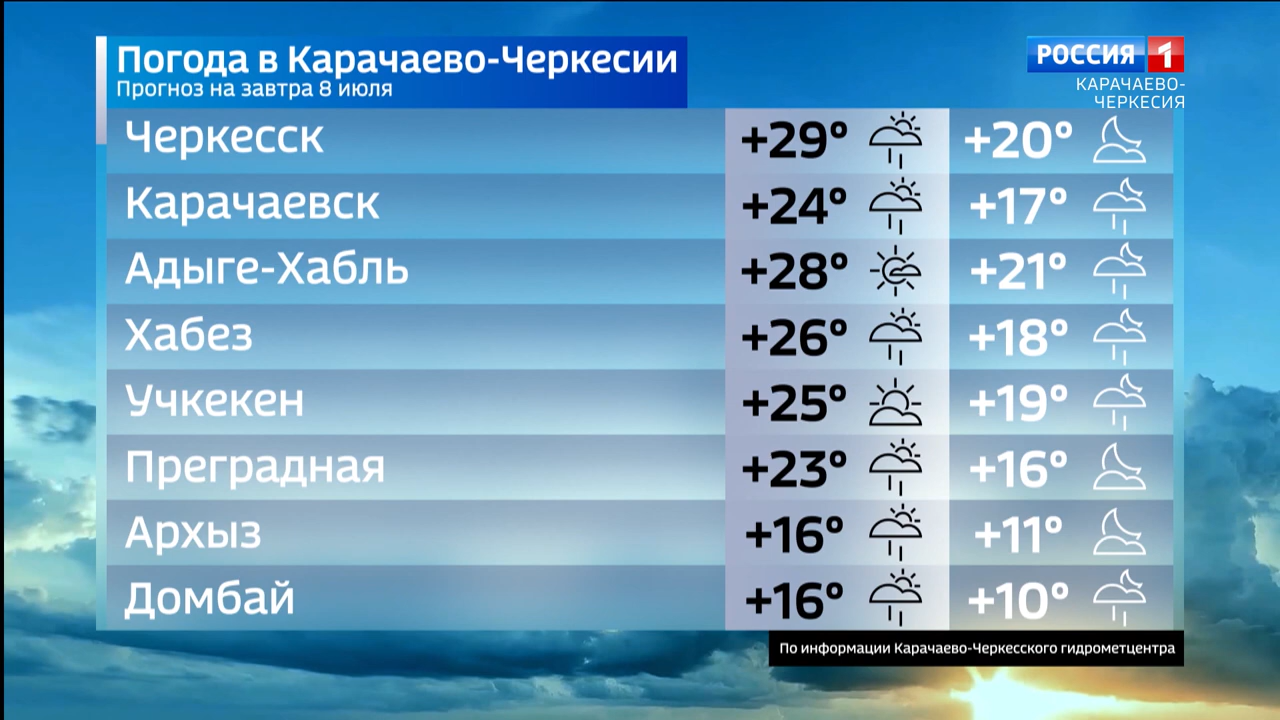 Погода в Карачаево-Черкесии
Прогноз на завтра 8 июля
РОССИЯ 1
КАРАЧАЕВО-
ЧЕРКЕСИЯ
Черкесск +29° +20°
Карачаевск +24° +17°
Адыге-Хабль +28° +21°
Хабез +26° +18°
Учкекен +25° +19°
Преградная +23° +16°
Архыз +16° +11°
Домбай +16° +10°
По информации Карачаево-Черкесского гидрометцентра